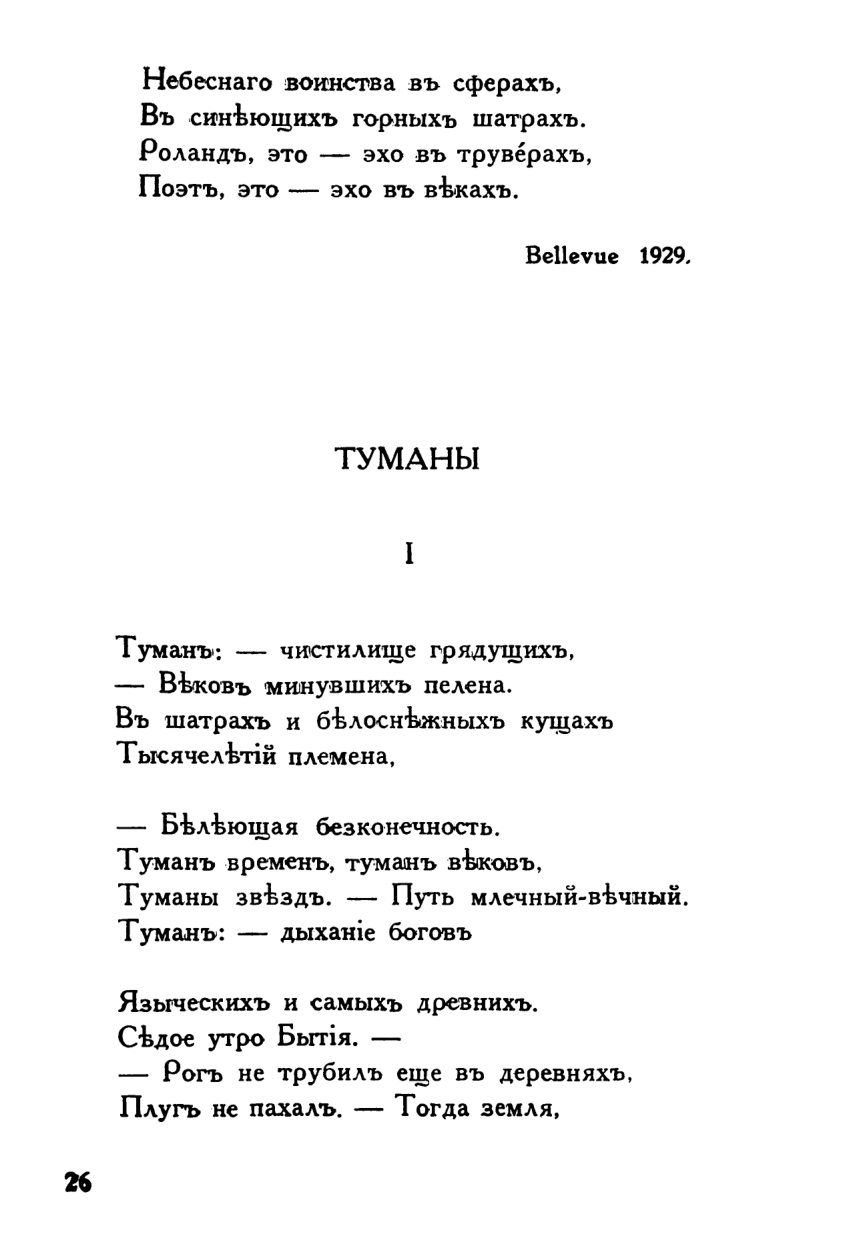 Небеснаго воинства въ сферахъ,
Въ синѣющихъ горныхъ шатрахъ.
Роландъ, это — эхо въ труве́рахъ,
Поэтъ, это — эхо въ вѣкахъ.
Bellevue 1929.
ТУМАНЫ
I
Туманъ: — чистилище грядущихъ,
— Вѣковъ минувшихъ пелена.
Въ шатрахъ и бѣлоснѣжныхъ кущахъ
Тысячелѣтій племена,
— Бѣлѣющая безконечность.
Туманъ временъ, туманъ вѣковъ,
Туманы звѣздъ. — Путь млечный-вѣчный.
Туманъ: — дыханіе боговъ
Языческихъ и самыхъ древнихъ.
Сѣдое утро Бытія. —
— Рогъ не трубилъ еще въ деревняхъ,
Плугъ не пахалъ. — Тогда земля,
26